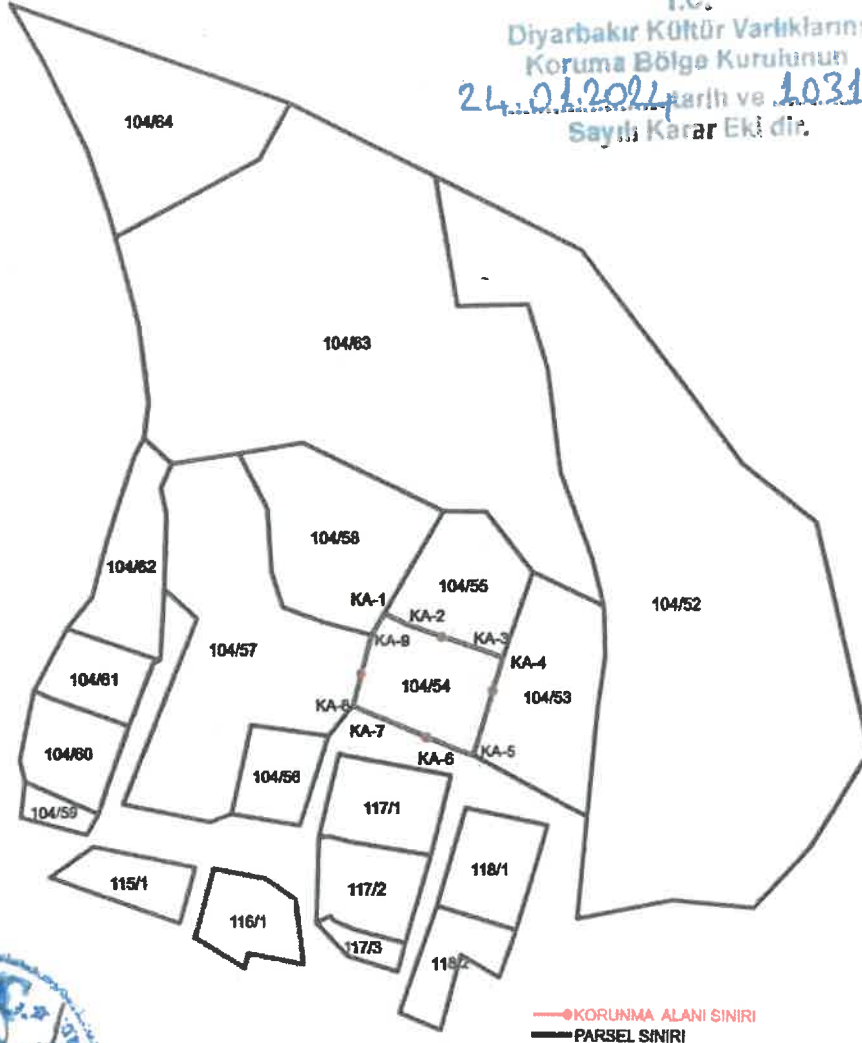 T.C.
Diyarbakır Kültür Varlıklarını
Koruma Bölge Kurulunun
24.01.2024 tarih ve 1031
Sayılı Karar Eki dir.
104/64
104/63
104/58
104/55
104/62
104/52
KA-1
KA-2
KA-9
KA-3
104/57
KA-4
104/61
104/54
104/53
KA-8
KA-7
KA-5
104/60
KA-6
104/56
104/59
117/1
118/1
115/1
117/2
116/1
117/3
118/2
KORUNMA ALANI SINIRI
PARSEL SINIRI